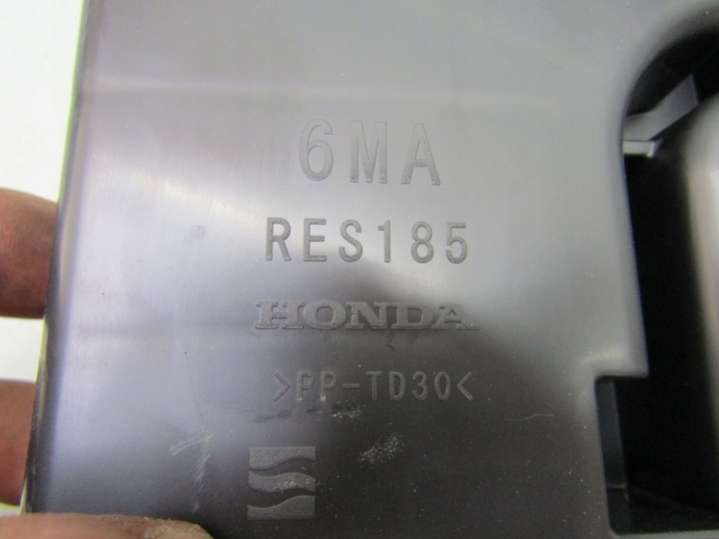 6MA
RES185
HONDA
>PP-TD30<